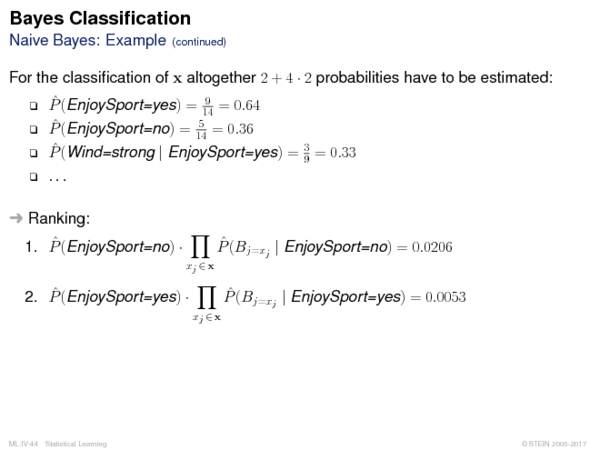 Bayes Classification
Naive Bayes: Example (continued)
For the classification of x altogether 2 + 4 · 2 probabilities have to be estimated:
❑ P̂(EnjoySport=yes) = 9/14 = 0.64
❑ P̂(EnjoySport=no) = 5/14 = 0.36
❑ P̂(Wind=strong | EnjoySport=yes) = 3/9 = 0.33
❑ ...
➜ Ranking:
1. P̂(EnjoySport=no) · ∏_{x_j ∈ x} P̂(B_{j=x_j} | EnjoySport=no) = 0.0206
2. P̂(EnjoySport=yes) · ∏_{x_j ∈ x} P̂(B_{j=x_j} | EnjoySport=yes) = 0.0053
ML:IV-44 Statistical Learning © STEIN 2005-2017